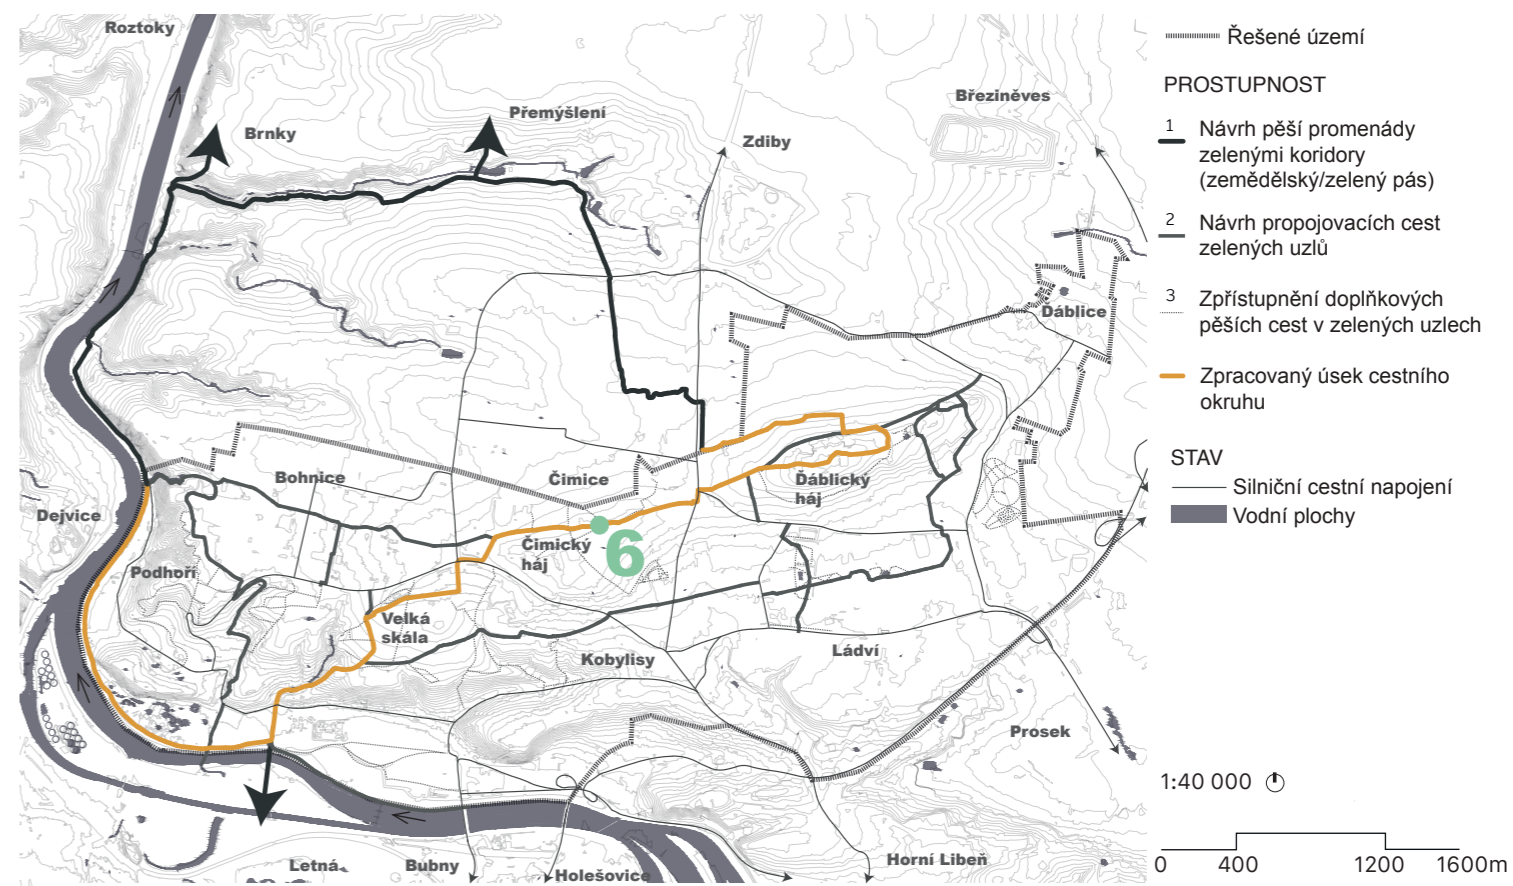 Roztoky
Brnky
Přemýšlení
Zdiby
Březiněves
Ďáblice
Bohnice
Čimice
Ďáblický
háj
Dejvice
Čimický
háj
6
Podhoří
Velká
skála
Kobylisy
Ládví
Prosek
Letná
Bubny
Holešovice
Horní Libeň
Řešené území
PROSTUPNOST
1 Návrh pěší promenády
zelenými koridory
(zemědělský/zelený pás)
2 Návrh propojovacích cest
zelených uzlů
3 Zpřístupnění doplňkových
pěších cest v zelených uzlech
Zpracovaný úsek cestního
okruhu
STAV
Silniční cestní napojení
Vodní plochy
1:40 000
0 400 1200 1600m